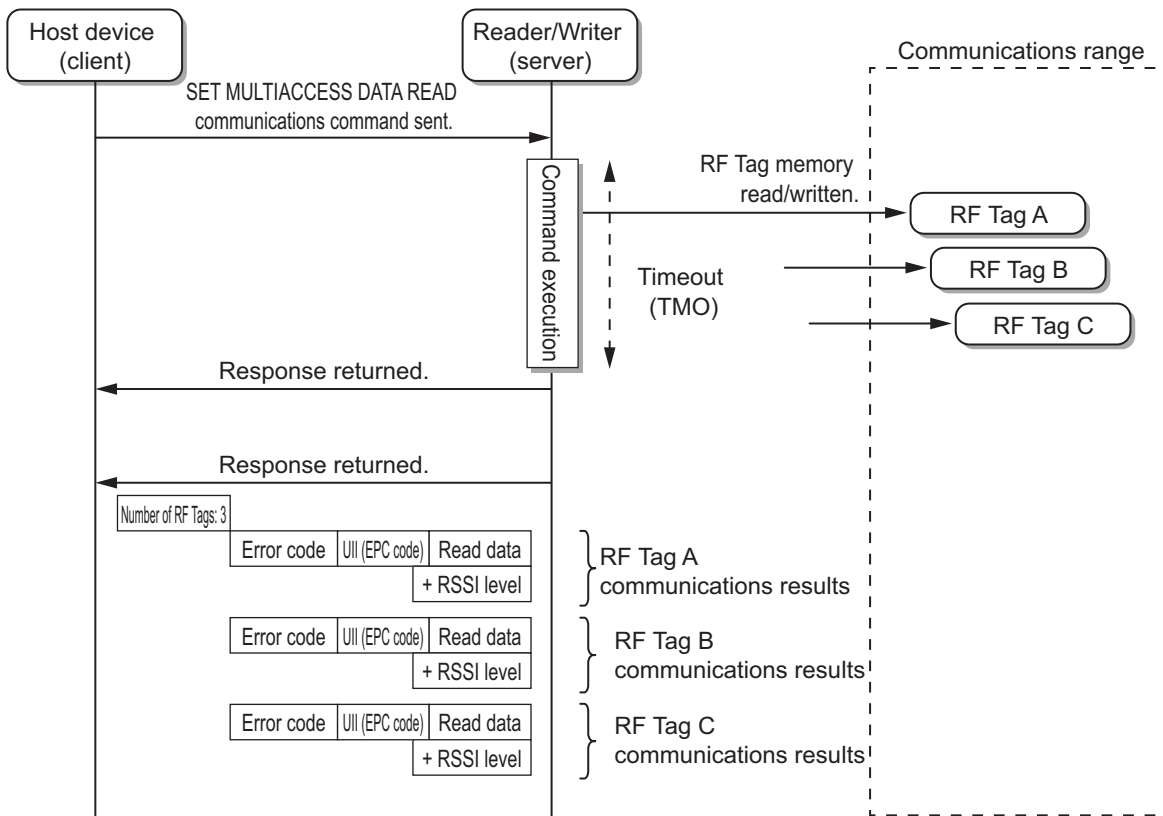 Host device
(client)
Reader/Writer
(server)
Communications range
SET MULTIACCESS DATA READ
communications command sent.
Command execution
RF Tag memory
read/written.
RF Tag A
RF Tag B
RF Tag C
Timeout
(TMO)
Response returned.
Response returned.
Number of RF Tags: 3
Error code UII (EPC code) Read data
+ RSSI level
RF Tag A
communications results
Error code UII (EPC code) Read data
+ RSSI level
RF Tag B
communications results
Error code UII (EPC code) Read data
+ RSSI level
RF Tag C
communications results